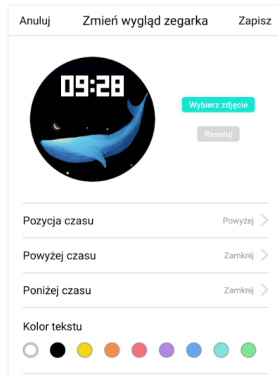 Anuluj Zmień wygląd zegarka Zapisz
09:28
Wybierz zdjęcie
Resetuj
Pozycja czasu Powyżej
Powyżej czasu Zamknij
Poniżej czasu Zamknij
Kolor tekstu